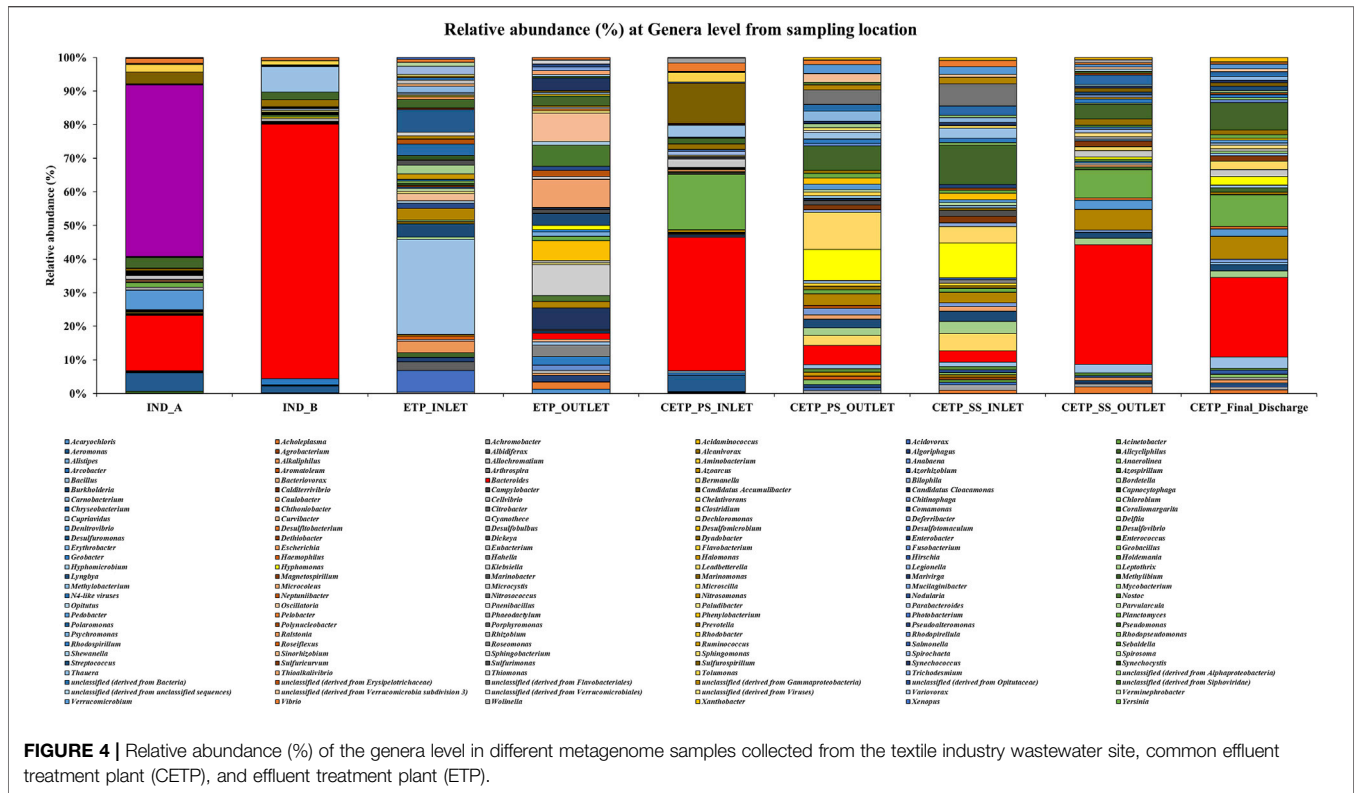 Relative abundance (%) at Genera level from sampling location
Relative abundance (%)
100%
90%
80%
70%
60%
50%
40%
30%
20%
10%
0%
IND_A IND_B ETP_INLET ETP_OUTLET CETP_PS_INLET CETP_PS_OUTLET CETP_SS_INLET CETP_SS_OUTLET CETP_Final_Discharge
Acaryochloris Acholeplasma Achromobacter Acidaminococcus Acidovorax Acinetobacter
Aeromonas Agrobacterium Albidiferax Alcanivorax Algoriphagus Alicycliphilus
Alistipes Alkaliphilus Allochromatium Aminobacterium Anabaena Anaerolinea
Arcobacter Aromatoleum Arthrospira Azoarcus Azorhizobium Azospirillum
Bacillus Bacteriovorax Bacteroides Bermanella Bilophila Bordetella
Burkholderia Calditerrivibrio Campylobacter Candidatus Accumulibacter Candidatus Cloacamonas Capnocytophaga
Carnobacterium Caulobacter Cellvibrio Chelativorans Chitinophaga Chlorobium
Chryseobacterium Chthoniobacter Citrobacter Clostridium Comamonas Coraliomargarita
Cupriavidus Curvibacter Cyanothece Dechloromonas Deferribacter Delftia
Denitrovibrio Desulfitobacterium Desulfobulbus Desulfomicrobium Desulfotomaculum Desulfovibrio
Desulfuromonas Dethiobacter Dickeya Dyadobacter Enterobacter Enterococcus
Erythrobacter Escherichia Eubacterium Flavobacterium Fusobacterium Geobacillus
Geobacter Haemophilus Hahella Halomonas Hirschia Holdemania
Hyphomicrobium Hyphomonas Klebsiella Leadbetterella Legionella Leptothrix
Lyngbya Magnetospirillum Marinobacter Marinomonas Marivirga Methylibium
Methylobacterium Microcoleus Microcystis Microscilla Mucilaginibacter Mycobacterium
N4-like viruses Neptuniibacter Nitrosococcus Nitrosomonas Nodularia Nostoc
Opitutus Oscillatoria Paenibacillus Paludibacter Parabacteroides Parvularcula
Pedobacter Pelobacter Phaeodactylum Phenylobacterium Photobacterium Planctomyces
Polaromonas Polynucleobacter Porphyromonas Prevotella Pseudoalteromonas Pseudomonas
Psychromonas Ralstonia Rhizobium Rhodobacter Rhodopirellula Rhodopseudomonas
Rhodospirillum Roseiflexus Roseomonas Ruminococcus Salmonella Sebaldella
Shewanella Sinorhizobium Sphingobacterium Sphingomonas Spirochaeta Spirosoma
Streptococcus Sulfuricurvum Sulfurimonas Sulfurospirillum Synechococcus Synechocystis
Thauera Thioalkalivibrio Thiomonas Tolumonas Trichodesmium unclassified (derived from Alphaproteobacteria)
unclassified (derived from Bacteria) unclassified (derived from Erysipelotrichaceae) unclassified (derived from Flavobacteriales) unclassified (derived from Gammaproteobacteria) unclassified (derived from Opitutaceae) unclassified (derived from Siphoviridae)
unclassified (derived from unclassified sequences) unclassified (derived from Verrucomicrobia subdivision 3) unclassified (derived from Verrucomicrobiales) unclassified (derived from Viruses) Variovorax Verminephrobacter
Verrucomicrobium Vibrio Wolinella Xanthobacter Xenopus Yersinia
FIGURE 4 | Relative abundance (%) of the genera level in different metagenome samples collected from the textile industry wastewater site, common effluent
treatment plant (CETP), and effluent treatment plant (ETP).